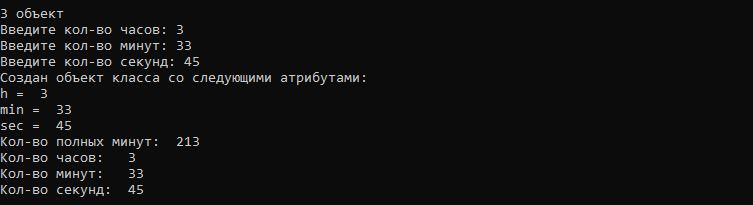 3 объект
Введите кол-во часов: 3
Введите кол-во минут: 33
Введите кол-во секунд: 45
Создан объект класса со следующими атрибутами:
h =  3
min =  33
sec =  45
Кол-во полных минут:  213
Кол-во часов:   3
Кол-во минут:   33
Кол-во секунд:  45